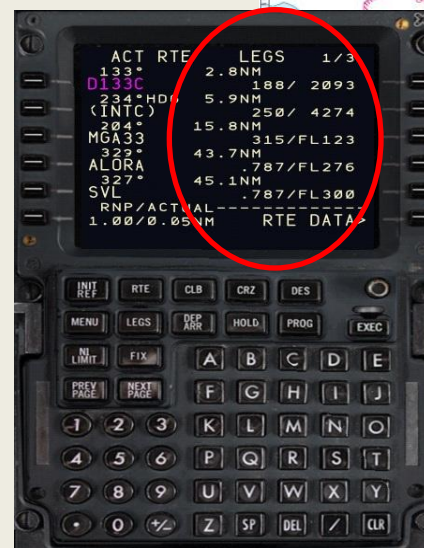 ACT RTE LEGS 1/3
133° 2.8NM
D133C 188/ 2093
234°HDG 5.9NM
(INTC) 250/ 4274
204° 15.8NM
MGA33 315/FL123
329° 43.7NM
ALORA .787/FL276
327° 45.1NM
SVL .787/FL300
RNP/ACTUAL
1.00/0.05NM RTE DATA>
INIT REF RTE CLB CRZ DES
MENU LEGS DEP ARR HOLD PROG EXEC
N1 LIMIT FIX A B C D E
PREV PAGE NEXT PAGE F G H I J
1 2 3 K L M N O
4 5 6 P Q R S T
7 8 9 U V W X Y
. 0 +/- Z SP DEL / CLR